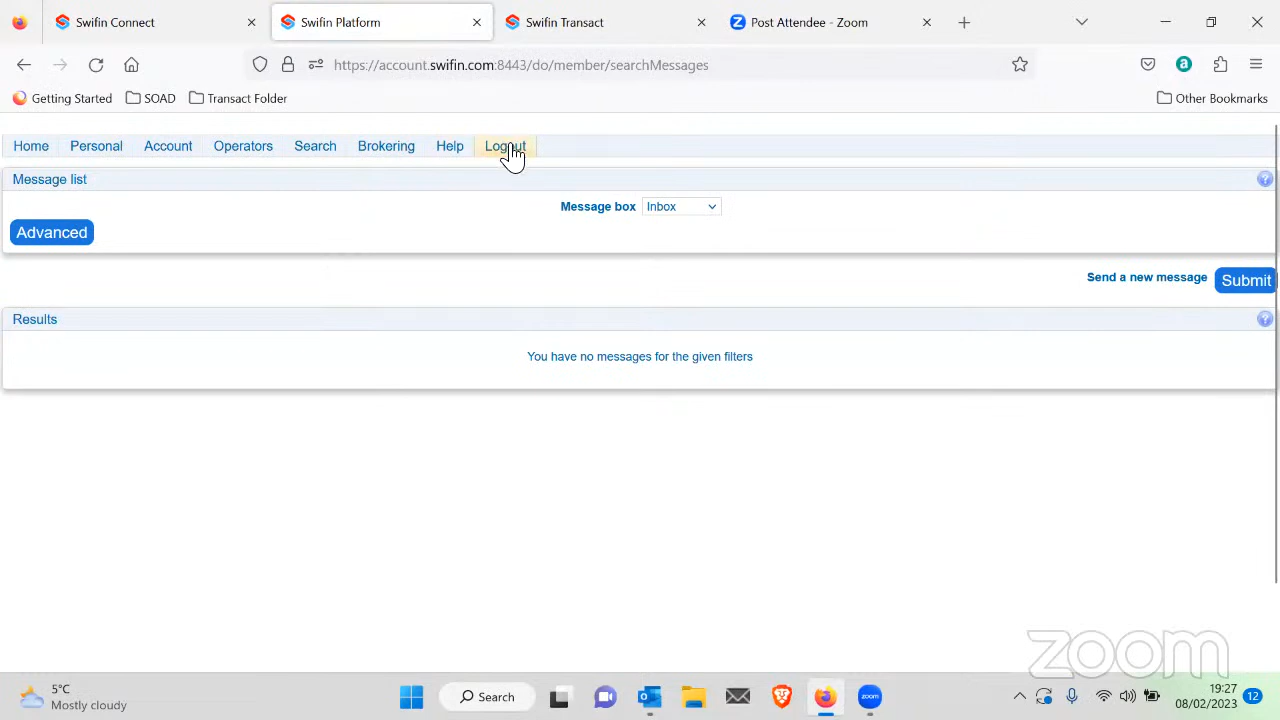 Swifin Connect
Swifin Platform
Swifin Transact
Post Attendee - Zoom
https://account.swifin.com:8443/do/member/searchMessages
Getting Started
SOAD
Transact Folder
Other Bookmarks
Home Personal Account Operators Search Brokering Help Logout
Message list
Message box Inbox
Advanced
Send a new message Submit
Results
You have no messages for the given filters
zoom
5°C
Mostly cloudy
Search
zoom
19:27
08/02/2023
12